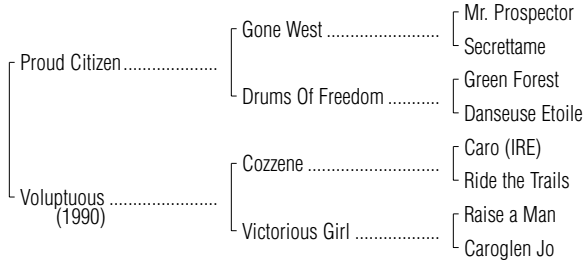 Mr. Prospector
Gone West
Secrettame
Proud Citizen
Green Forest
Drums Of Freedom
Danseuse Etoile
Caro (IRE)
Cozzene
Ride the Trails
Voluptuous
(1990)
Raise a Man
Victorious Girl
Caroglen Jo